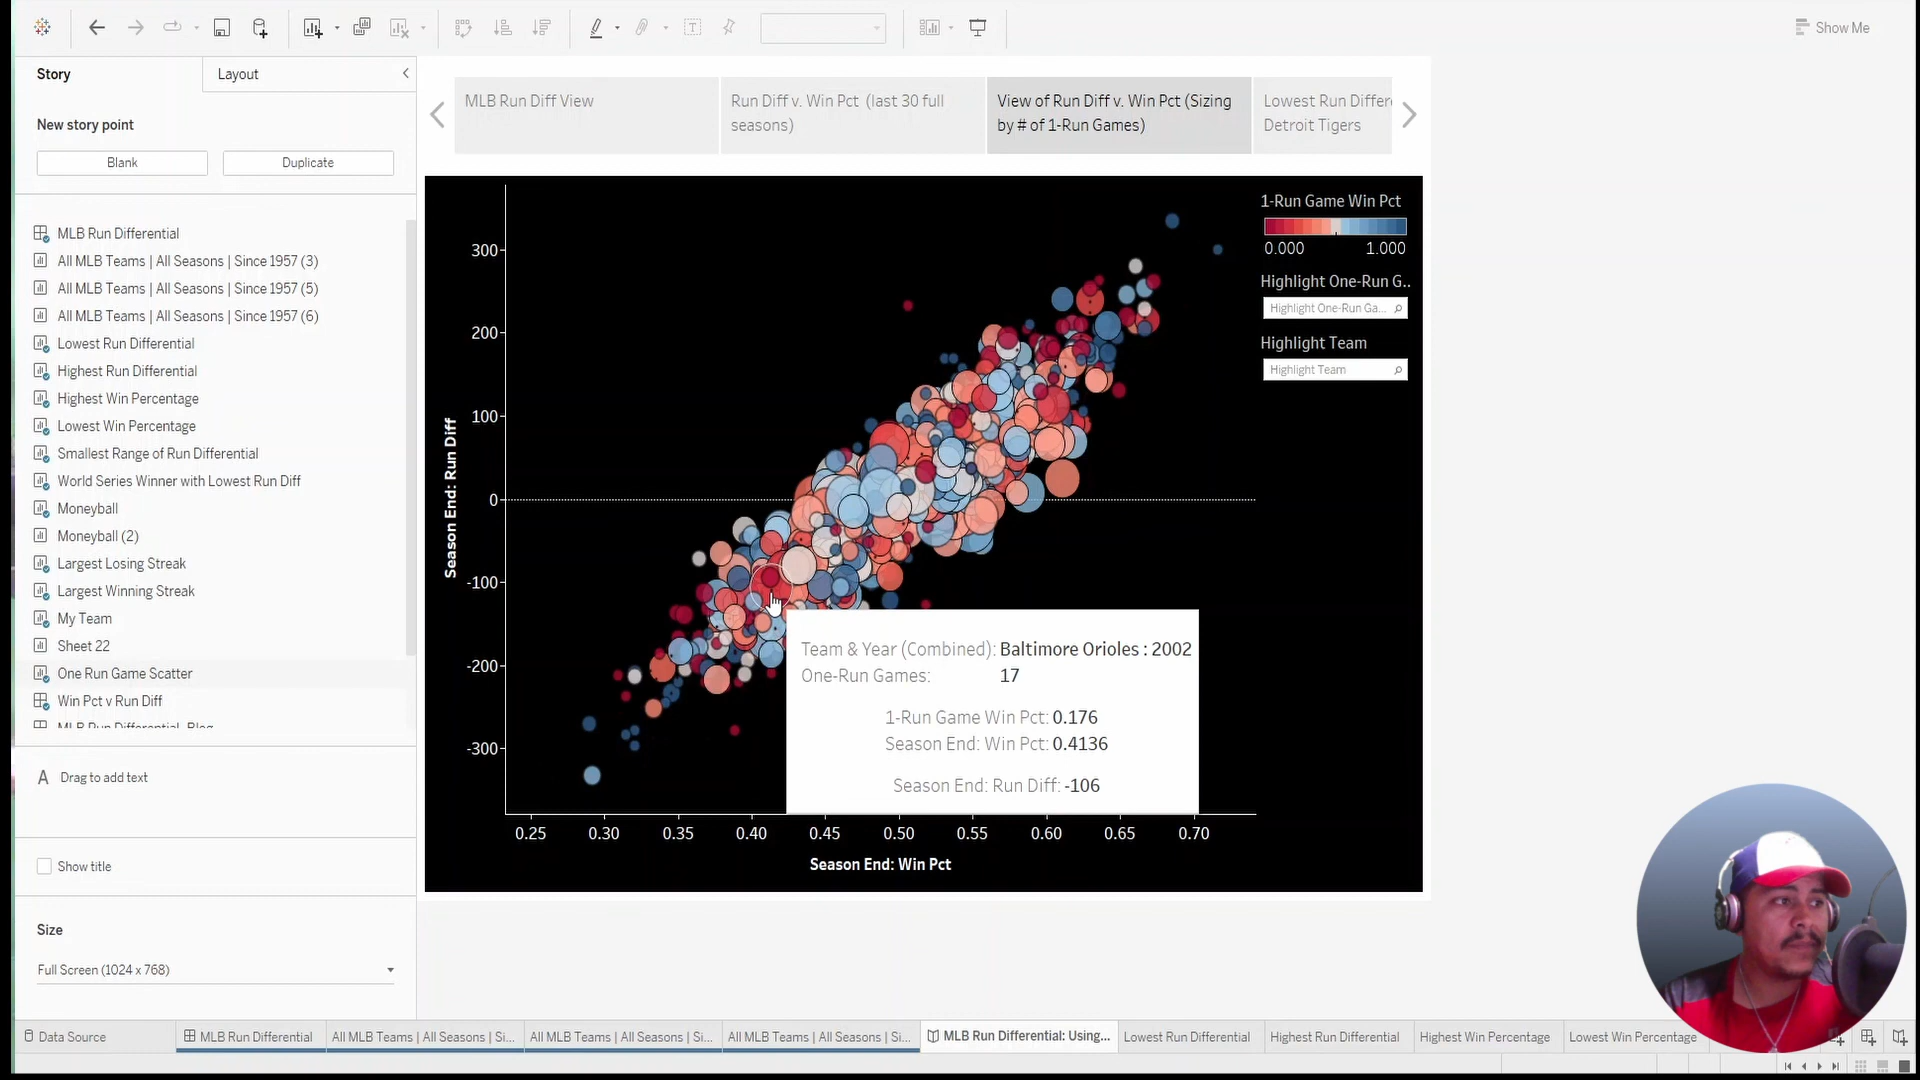 Show Me
Story
Layout
New story point
Blank
Duplicate
MLB Run Differential
All MLB Teams | All Seasons | Since 1957 (3)
All MLB Teams | All Seasons | Since 1957 (5)
All MLB Teams | All Seasons | Since 1957 (6)
Lowest Run Differential
Highest Run Differential
Highest Win Percentage
Lowest Win Percentage
Smallest Range of Run Differential
World Series Winner with Lowest Run Diff
Moneyball
Moneyball (2)
Largest Losing Streak
Largest Winning Streak
My Team
Sheet 22
One Run Game Scatter
Win Pct v Run Diff
MLB Run Differential_Blog
A Drag to add text
Show title
Size
Full Screen (1024 x 768)
MLB Run Diff View
Run Diff v. Win Pct (last 30 full
seasons)
View of Run Diff v. Win Pct (Sizing
by # of 1-Run Games)
Lowest Run Differe
Detroit Tigers
1-Run Game Win Pct
0.000 1.000
Highlight One-Run G..
Highlight One-Run Ga...
Highlight Team
Highlight Team
Season End: Run Diff
300
200
100
0
-100
-200
-300
Team & Year (Combined): Baltimore Orioles : 2002
One-Run Games: 17
1-Run Game Win Pct: 0.176
Season End: Win Pct: 0.4136
Season End: Run Diff: -106
0.25 0.30 0.35 0.40 0.45 0.50 0.55 0.60 0.65 0.70
Season End: Win Pct
Data Source
MLB Run Differential
All MLB Teams | All Seasons | Si...
All MLB Teams | All Seasons | Si...
All MLB Teams | All Seasons | Si...
MLB Run Differential: Using...
Lowest Run Differential
Highest Run Differential
Highest Win Percentage
Lowest Win Percentage